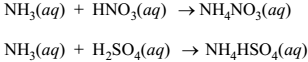 NH₃(aq) + HNO₃(aq) → NH₄NO₃(aq)
NH₃(aq) + H₂SO₄(aq) → NH₄HSO₄(aq)